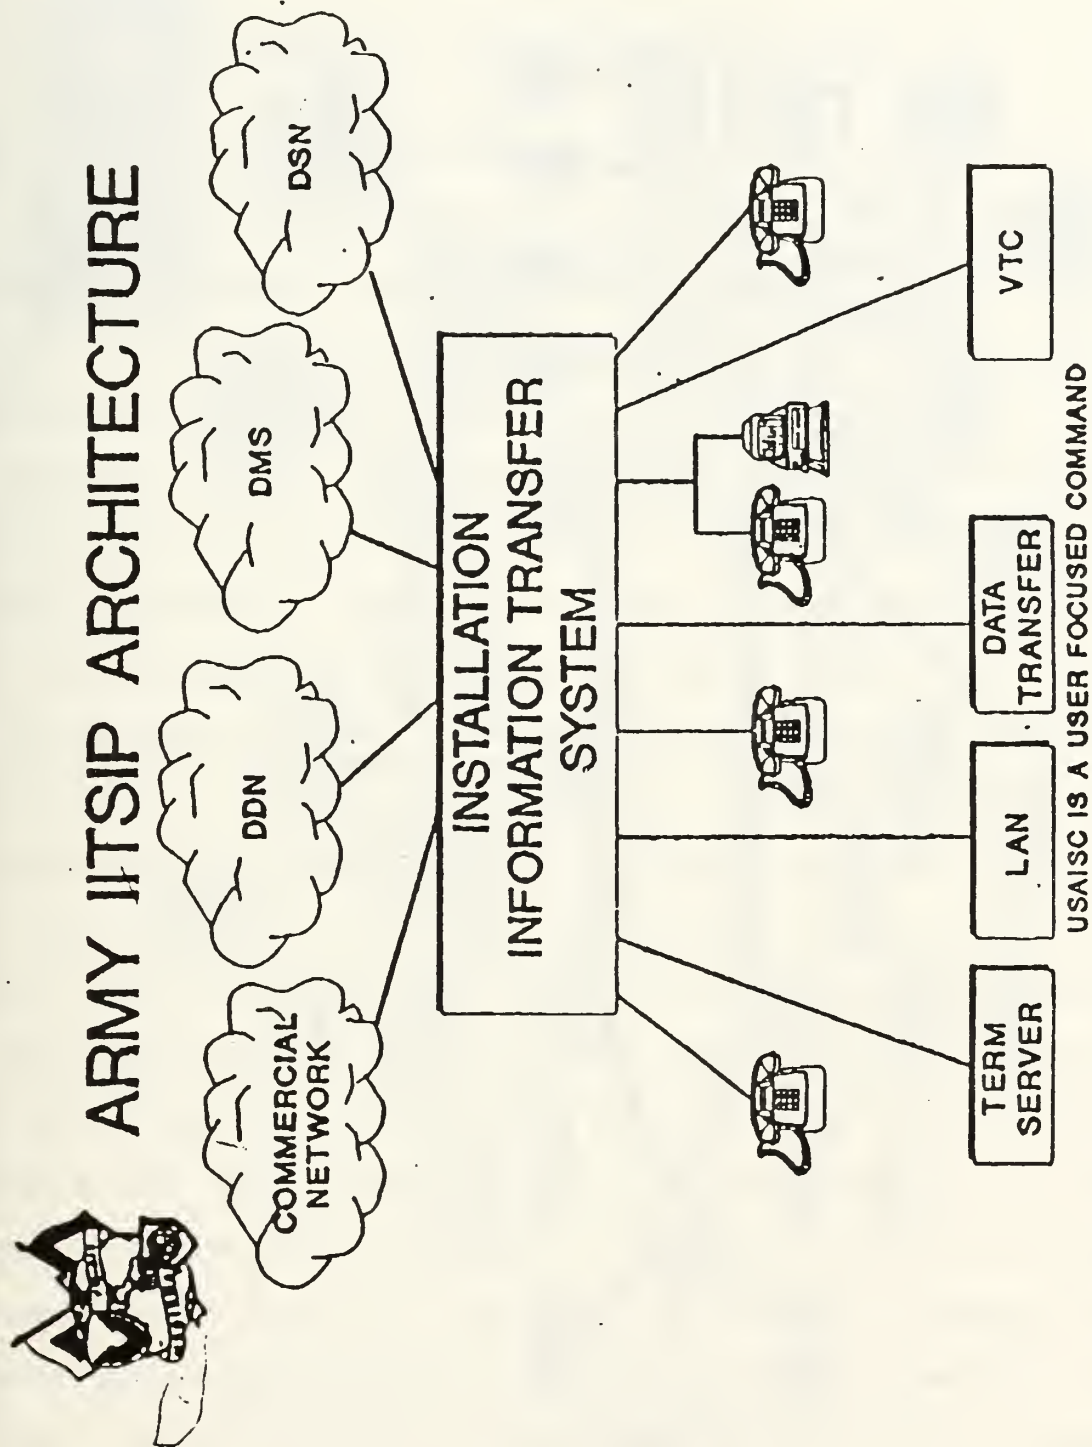 ARMY IITSIP ARCHITECTURE
COMMERCIAL
NETWORK
DDN
DMS
DSN
INSTALLATION
INFORMATION TRANSFER
SYSTEM
TERM
SERVER
LAN
DATA
TRANSFER
VTC
USAISC IS A USER FOCUSED COMMAND